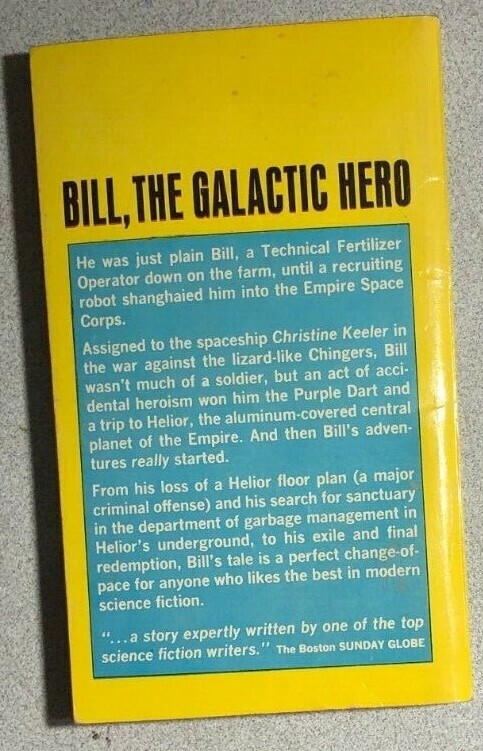 BILL, THE GALACTIC HERO
He was just plain Bill, a Technical Fertilizer
Operator down on the farm, until a recruiting
robot shanghaied him into the Empire Space
Corps.
Assigned to the spaceship Christine Keeler in
the war against the lizard-like Chingers, Bill
wasn't much of a soldier, but an act of acci-
dental heroism won him the Purple Dart and
a trip to Helior, the aluminum-covered central
planet of the Empire. And then Bill's adven-
tures really started.
From his loss of a Helior floor plan (a major
criminal offense) and his search for sanctuary
in the department of garbage management in
Helior's underground, to his exile and final
redemption, Bill's tale is a perfect change-of-
pace for anyone who likes the best in modern
science fiction.
"...a story expertly written by one of the top
science fiction writers." The Boston SUNDAY GLOBE